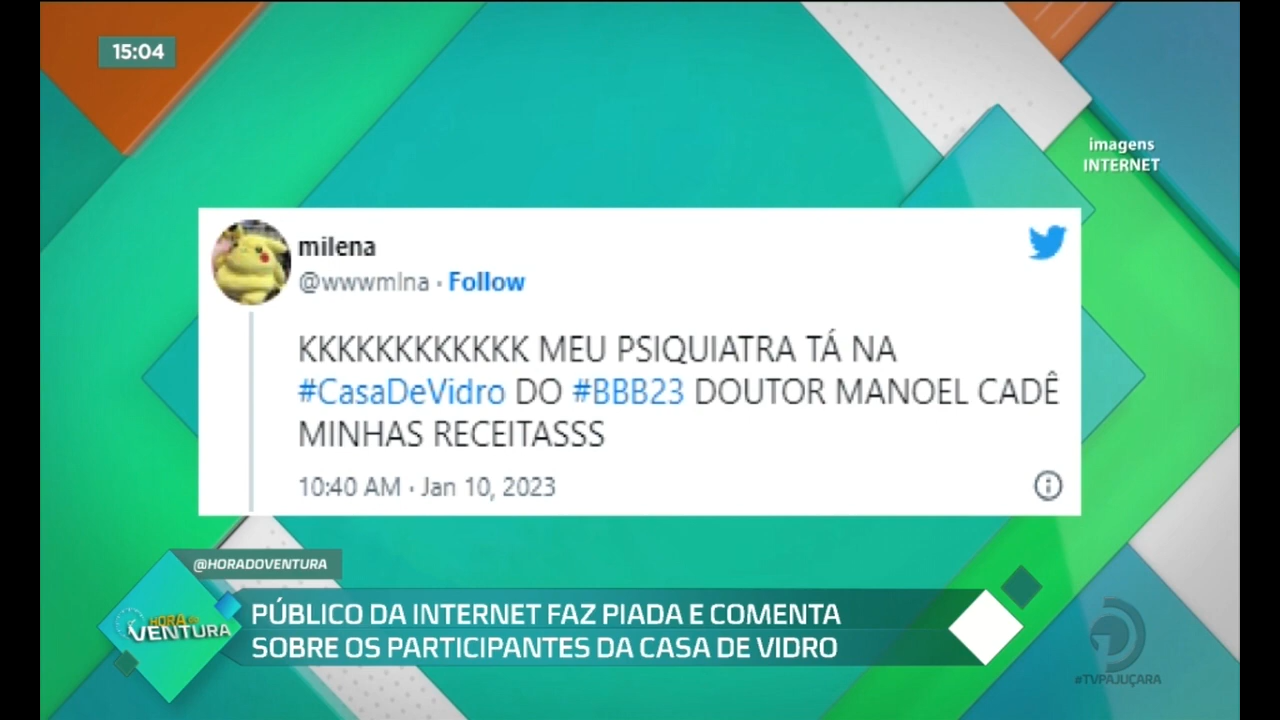 15:04
imagens
INTERNET
milena
@wwwmlna · Follow
KKKKKKKKKKKK MEU PSIQUIATRA TÁ NA
#CasaDeVidro DO #BBB23 DOUTOR MANOEL CADÊ
MINHAS RECEITASSS
10:40 AM · Jan 10, 2023
@HORADOVENTURA
HORA DO
VENTURA
PÚBLICO DA INTERNET FAZ PIADA E COMENTA
SOBRE OS PARTICIPANTES DA CASA DE VIDRO
#TVPAJUÇARA